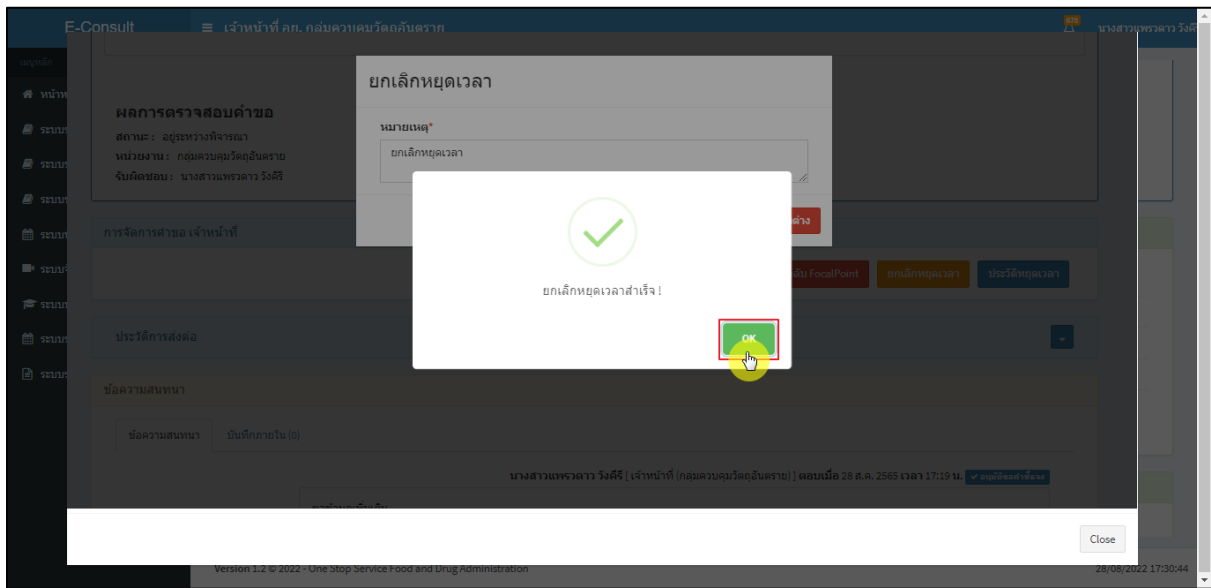 E-Consult
เจ้าหน้าที่ อย. กลุ่มควบคุมวัตถุอันตราย
นางสาวแพรวดาว วังคีรี
เมนูหลัก
ยกเลิกหยุดเวลา
หมายเหตุ*
ยกเลิกหยุดเวลา
ผลการตรวจสอบคำขอ
สถานะ : อยู่ระหว่างพิจารณา
หน่วยงาน : กลุ่มควบคุมวัตถุอันตราย
รับผิดชอบ : นางสาวแพรวดาว วังคีรี
การจัดการคำขอ เจ้าหน้าที่
FocalPoint
ยกเลิกหยุดเวลา
ประวัติหยุดเวลา
ยกเลิกหยุดเวลาสำเร็จ !
OK
ประวัติการส่งต่อ
ข้อความสนทนา
ข้อความสนทนา
บันทึกภายใน (0)
นางสาวแพรวดาว วังคีรี [ เจ้าหน้าที่ (กลุ่มควบคุมวัตถุอันตราย) ] ตอบเมื่อ 28 ส.ค. 2565 เวลา 17:19 น.
Close
Version 1.2 © 2022 - One Stop Service Food and Drug Administration
28/08/2022 17:30:44